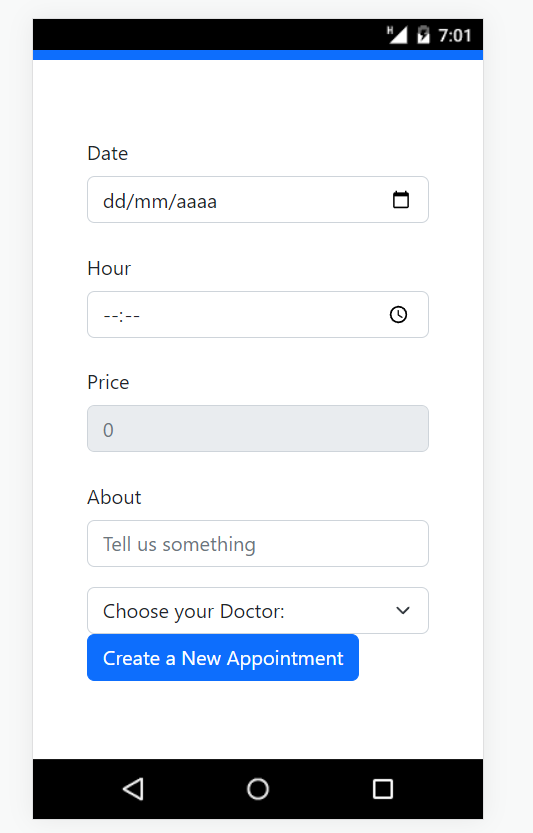 H 7:01
Date
dd/mm/aaaa
Hour
--:--
Price
0
About
Tell us something
Choose your Doctor:
Create a New Appointment